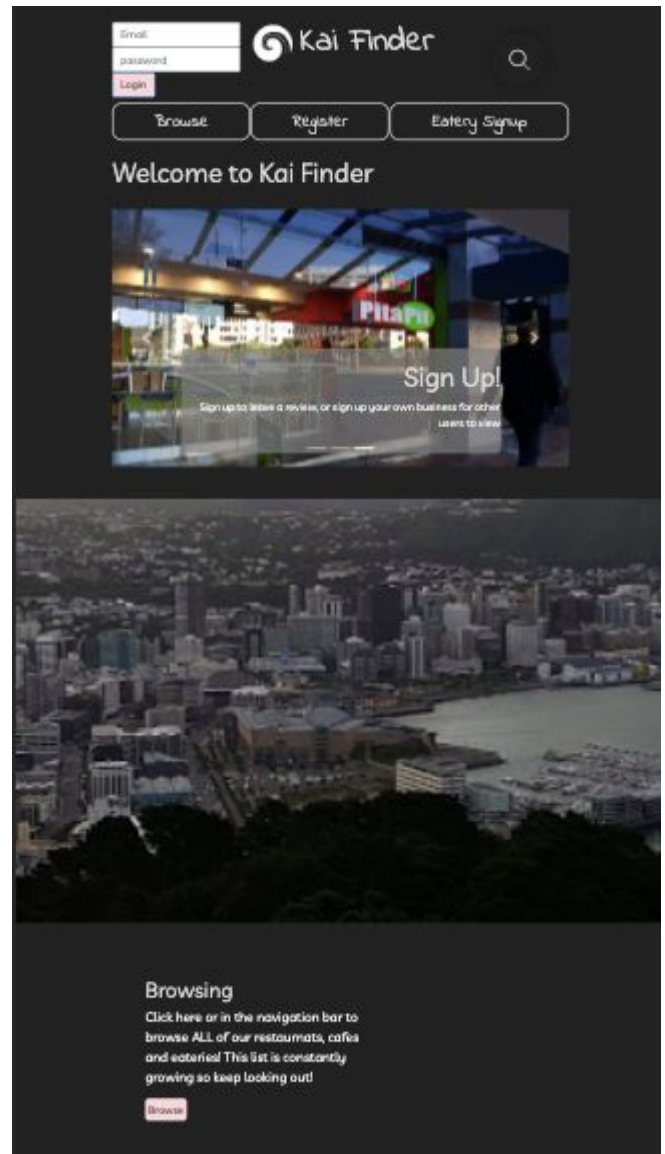 Email
password
Login
Kai Finder
Browse
Register
Eatery Signup
Welcome to Kai Finder
PitaPit
Sign Up!
Sign up to leave a review, or sign up your own business for other
users to view
Browsing
Click here or in the navigation bar to
browse ALL of our restaurnats, cafes
and eateries! This list is constantly
growing so keep looking out!
Browse